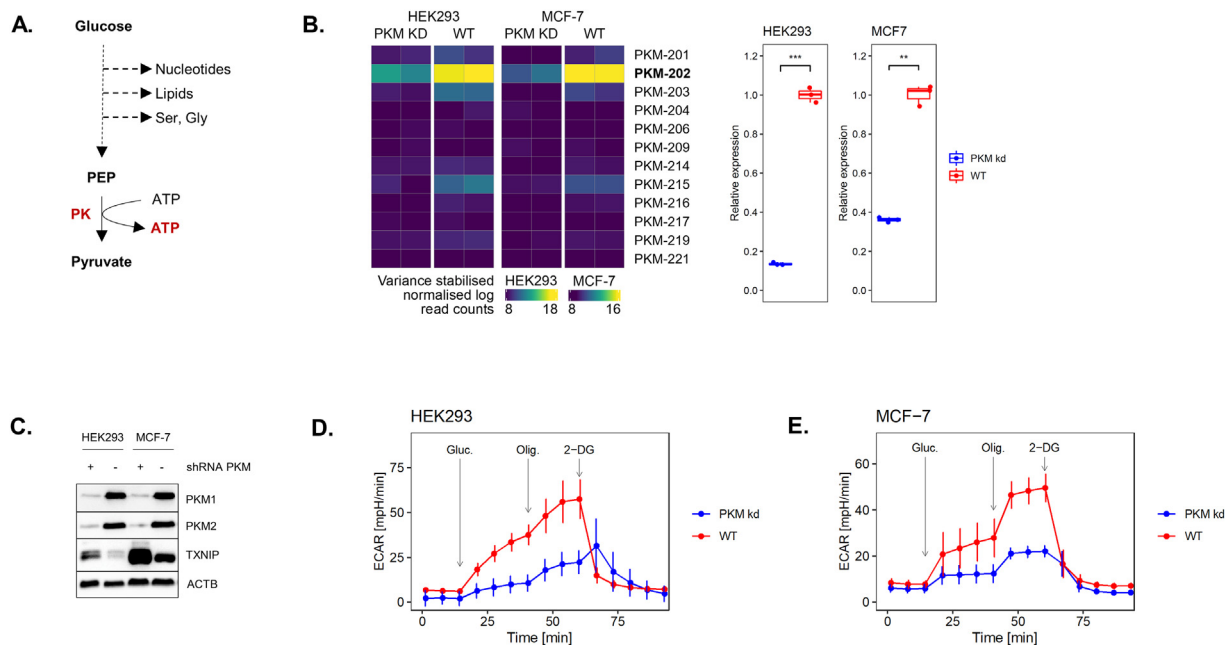 A.
Glucose
Nucleotides
Lipids
Ser, Gly
PEP
PK
ATP
ATP
Pyruvate
B.
HEK293 MCF-7
PKM KD WT PKM KD WT
PKM-201
PKM-202
PKM-203
PKM-204
PKM-206
PKM-209
PKM-214
PKM-215
PKM-216
PKM-217
PKM-219
PKM-221
Variance stabilised
normalised log
read counts
HEK293 MCF-7
8 18 8 16
HEK293
Relative expression
1.4
1.2
1.0
0.8
0.6
0.4
0.2
0.0
***
MCF7
Relative expression
1.4
1.2
1.0
0.8
0.6
0.4
0.2
0.0
**
PKM kd
WT
C.
HEK293 MCF-7
+ - + - shRNA PKM
PKM1
PKM2
TXNIP
ACTB
D.
HEK293
ECAR [mpH/min]
75
50
25
0
Gluc. Olig. 2−DG
0 25 50 75
Time [min]
PKM kd
WT
E.
MCF−7
ECAR [mpH/min]
60
40
20
0
Gluc. Olig. 2−DG
0 25 50 75
Time [min]
PKM kd
WT